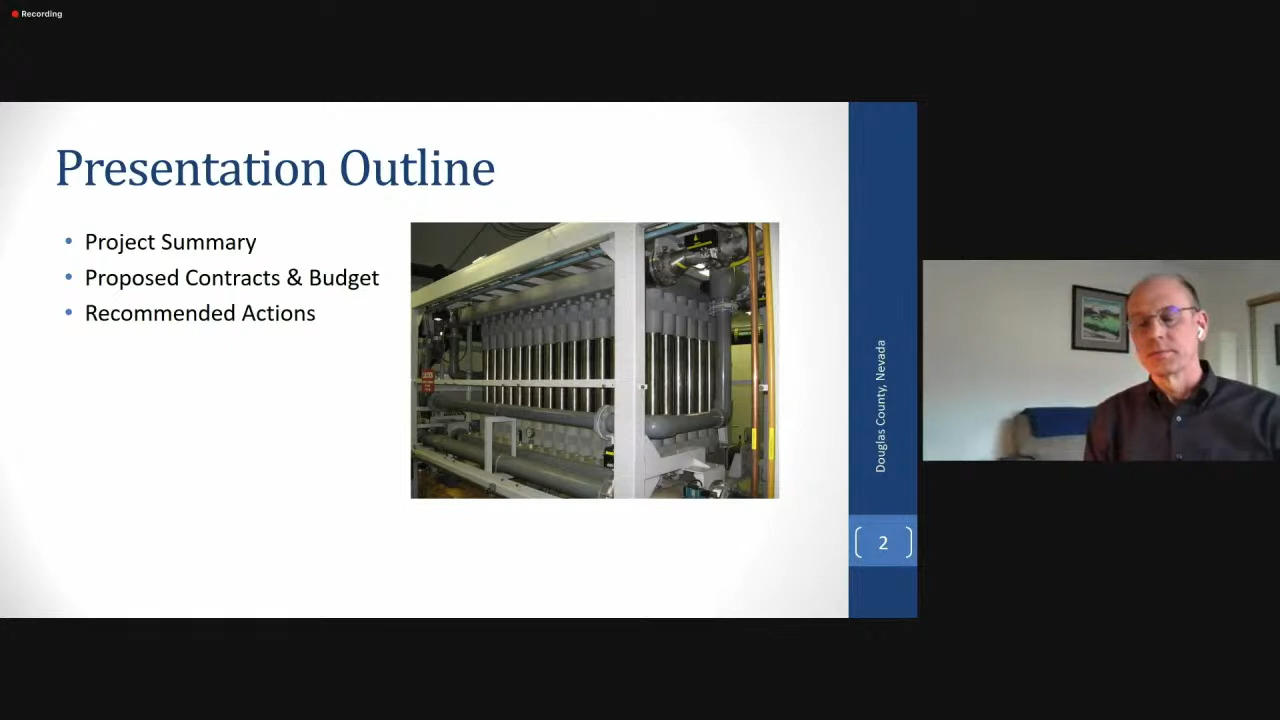 Recording
Presentation Outline
• Project Summary
• Proposed Contracts & Budget
• Recommended Actions
Douglas County, Nevada
2